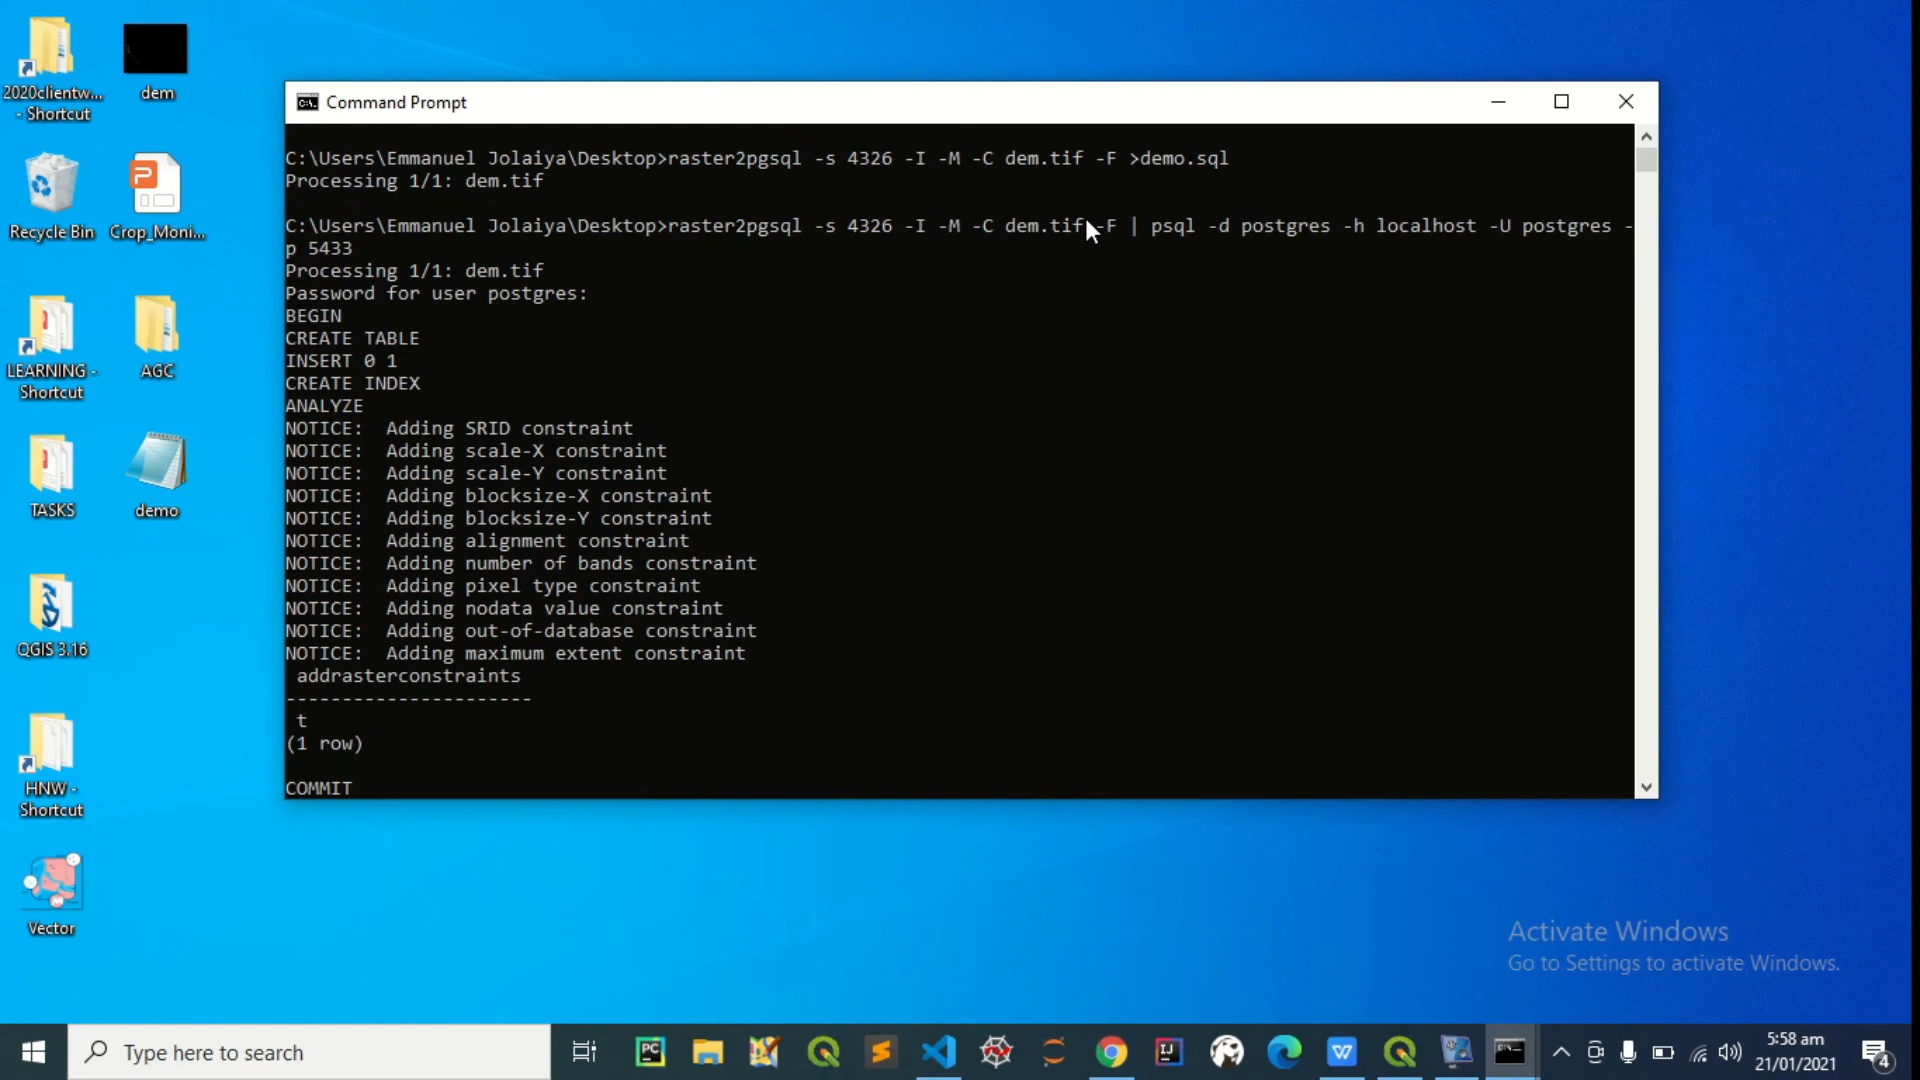 2020clientw...
- Shortcut
dem
Recycle Bin
Crop_Moni...
LEARNING -
Shortcut
AGC
TASKS
demo
QGIS 3.16
HNW -
Shortcut
Vector
Command Prompt
C:\Users\Emmanuel Jolaiya\Desktop>raster2pgsql -s 4326 -I -M -C dem.tif -F >demo.sql
Processing 1/1: dem.tif
C:\Users\Emmanuel Jolaiya\Desktop>raster2pgsql -s 4326 -I -M -C dem.tif -F | psql -d postgres -h localhost -U postgres -
p 5433
Processing 1/1: dem.tif
Password for user postgres:
BEGIN
CREATE TABLE
INSERT 0 1
CREATE INDEX
ANALYZE
NOTICE:  Adding SRID constraint
NOTICE:  Adding scale-X constraint
NOTICE:  Adding scale-Y constraint
NOTICE:  Adding blocksize-X constraint
NOTICE:  Adding blocksize-Y constraint
NOTICE:  Adding alignment constraint
NOTICE:  Adding number of bands constraint
NOTICE:  Adding pixel type constraint
NOTICE:  Adding nodata value constraint
NOTICE:  Adding out-of-database constraint
NOTICE:  Adding maximum extent constraint
addrasterconstraints
----------------------
t
(1 row)
COMMIT
Activate Windows
Go to Settings to activate Windows.
Type here to search
5:58 am
21/01/2021
4